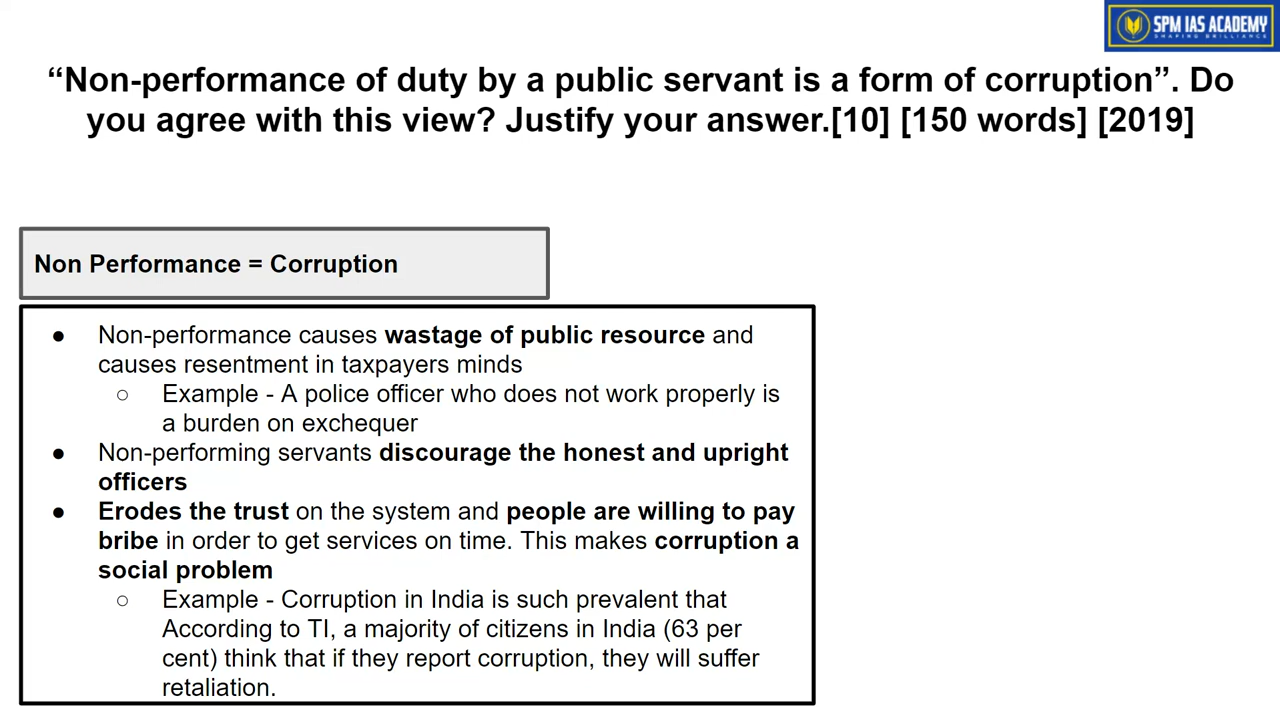 SPM IAS ACADEMY
SHAPING BRILLIANCE
“Non-performance of duty by a public servant is a form of corruption”. Do
you agree with this view? Justify your answer.[10] [150 words] [2019]
Non Performance = Corruption
● Non-performance causes wastage of public resource and
causes resentment in taxpayers minds
○ Example - A police officer who does not work properly is
a burden on exchequer
● Non-performing servants discourage the honest and upright
officers
● Erodes the trust on the system and people are willing to pay
bribe in order to get services on time. This makes corruption a
social problem
○ Example - Corruption in India is such prevalent that
According to TI, a majority of citizens in India (63 per
cent) think that if they report corruption, they will suffer
retaliation.